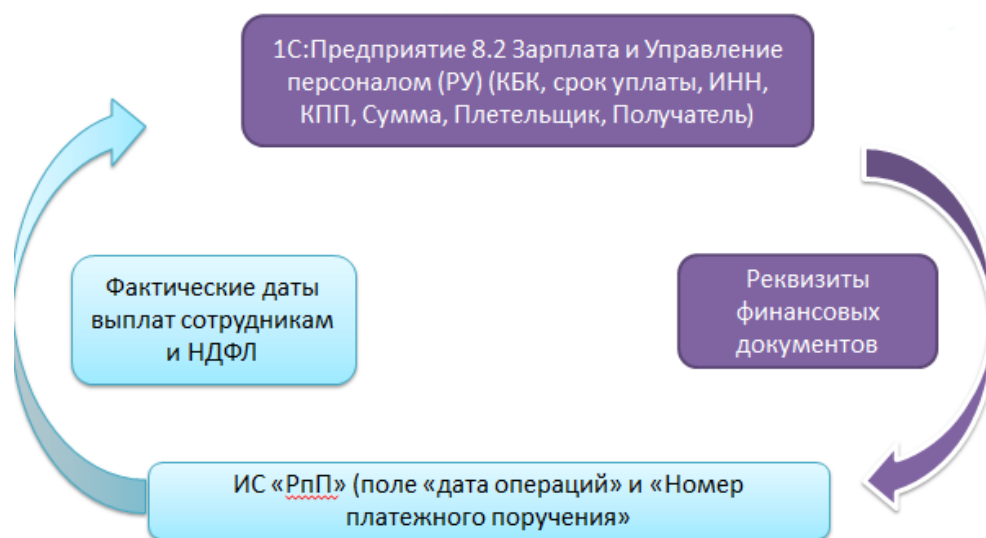 1С:Предприятие 8.2 Зарплата и Управление
персоналом (РУ) (КБК, срок уплаты, ИНН,
КПП, Сумма, Плетельщик, Получатель)
Фактические даты
выплат сотрудникам
и НДФЛ
Реквизиты
финансовых
документов
ИС «РпП» (поле «дата операций» и «Номер
платежного поручения»